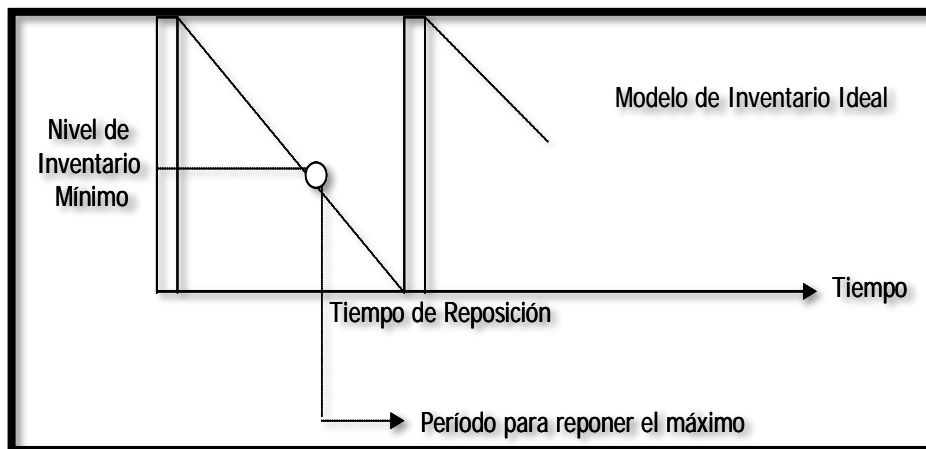 Modelo de Inventario Ideal
Nivel de
Inventario
Mínimo
Tiempo
Tiempo de Reposición
Período para reponer el máximo